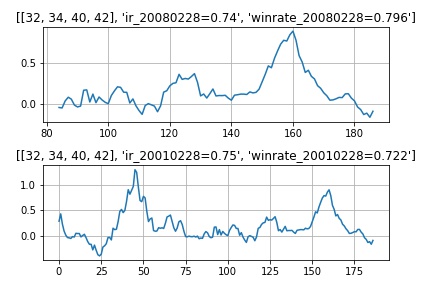 [[32, 34, 40, 42], 'ir_20080228=0.74', 'winrate_20080228=0.796']
0.5
0.0
80 100 120 140 160 180
[[32, 34, 40, 42], 'ir_20010228=0.75', 'winrate_20010228=0.722']
1.0
0.5
0.0
0 25 50 75 100 125 150 175